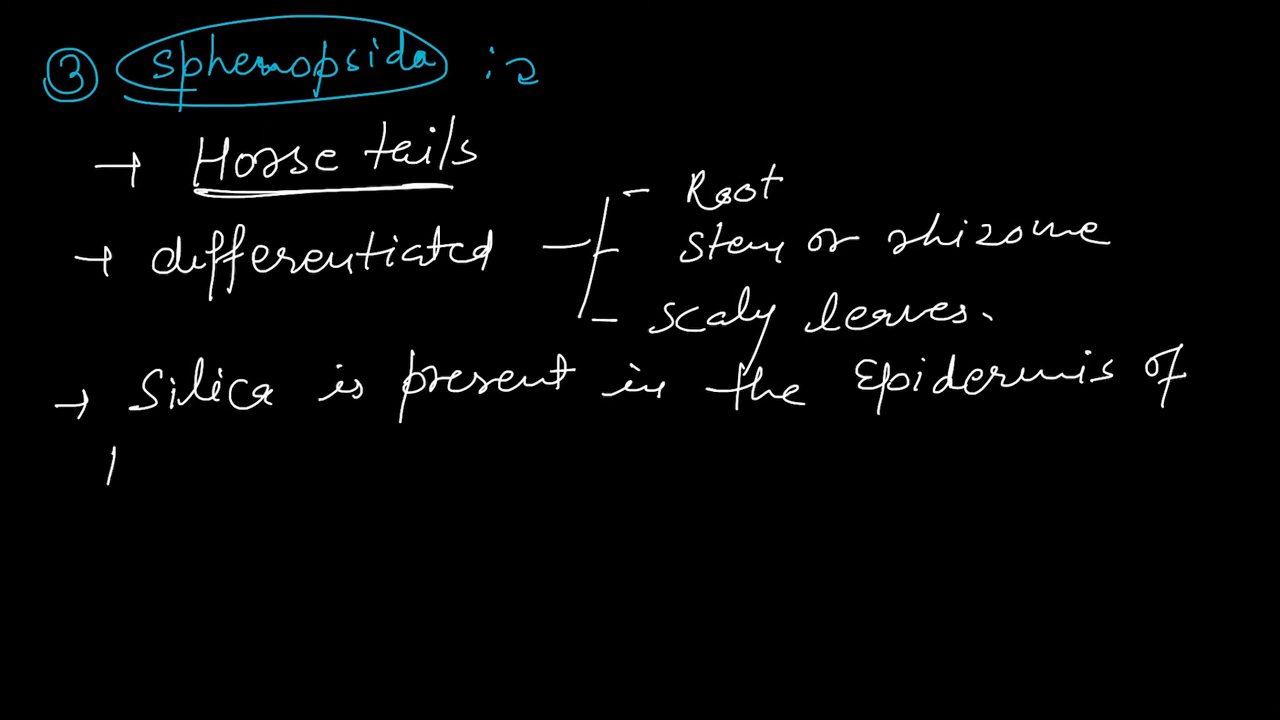 ③ Sphenopsida :-
→ Horse tails
→ differentiated - Root
stem or rhizome
- scaly leaves.
→ Silica is present in the Epidermis of